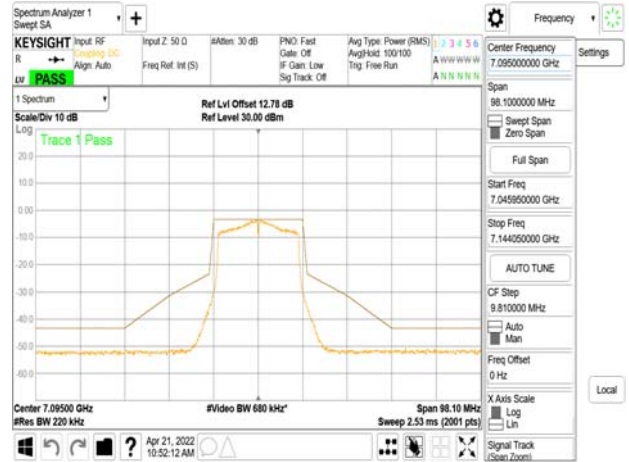 Spectrum Analyzer 1
Swept SA
+
Frequency
KEYSIGHT
R
LV PASS
Input: RF
Coupling: DC
Align: Auto
Input Z: 50 Ω
Freq Ref: Int (S)
#Atten: 30 dB
PNO: Fast
Gate: Off
IF Gain: Low
Sig Track: Off
Avg Type: Power (RMS)
Avg|Hold: 100/100
Trig: Free Run
1 2 3 4 5 6
A W W W W W
A N N N N N
Center Frequency
7.095000000 GHz
Settings
Span
98.1000000 MHz
Swept Span
Zero Span
Full Span
Start Freq
7.045950000 GHz
Stop Freq
7.144050000 GHz
AUTO TUNE
CF Step
9.810000 MHz
Auto
Man
Freq Offset
0 Hz
X Axis Scale
Log
Lin
Signal Track
(Span Zoom)
Local
1 Spectrum
Scale/Div 10 dB
Ref Lvl Offset 12.78 dB
Ref Level 30.00 dBm
Log
Trace 1 Pass
20.0
10.0
0.00
-10.0
-20.0
-30.0
-40.0
-50.0
-60.0
Center 7.09500 GHz
#Res BW 220 kHz
#Video BW 680 kHz*
Span 98.10 MHz
Sweep 2.53 ms (2001 pts)
?
Apr 21, 2022
10:52:12 AM